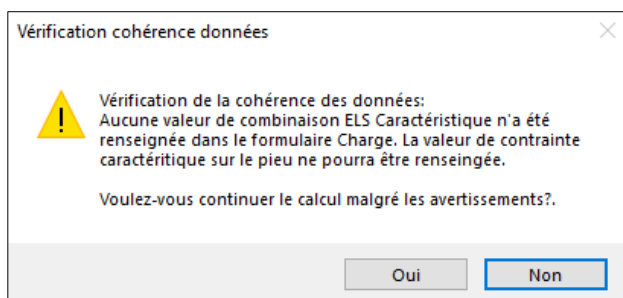 Vérification cohérence données
Vérification de la cohérence des données:
Aucune valeur de combinaison ELS Caractéristique n'a été
renseignée dans le formulaire Charge. La valeur de contrainte
caractéritique sur le pieu ne pourra être renseingée.
Voulez-vous continuer le calcul malgré les avertissements?.
Oui
Non